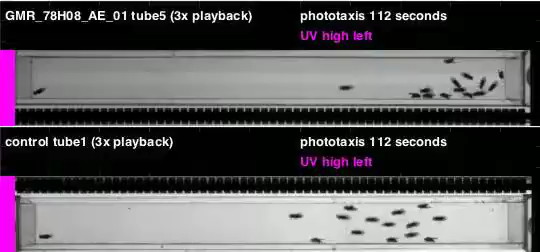 GMR_78H08_AE_01 tube5 (3x playback)
phototaxis 112 seconds
UV high left
control tube1 (3x playback)
phototaxis 112 seconds
UV high left